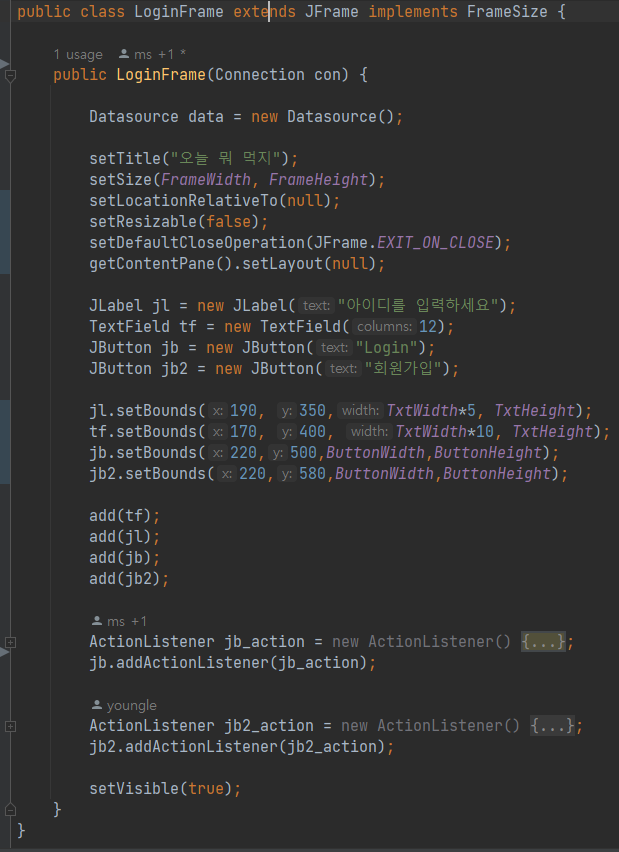 public class LoginFrame extends JFrame implements FrameSize {
1 usage ms +1 *
public LoginFrame(Connection con) {
Datasource data = new Datasource();
setTitle("오늘 뭐 먹지");
setSize(FrameWidth, FrameHeight);
setLocationRelativeTo(null);
setResizable(false);
setDefaultCloseOperation(JFrame.EXIT_ON_CLOSE);
getContentPane().setLayout(null);
JLabel jl = new JLabel( text: "아이디를 입력하세요");
TextField tf = new TextField( columns: 12);
JButton jb = new JButton( text: "Login");
JButton jb2 = new JButton( text: "회원가입");
jl.setBounds( x: 190, y: 350, width: TxtWidth*5, TxtHeight);
tf.setBounds( x: 170, y: 400, width: TxtWidth*10, TxtHeight);
jb.setBounds( x: 220, y: 500,ButtonWidth,ButtonHeight);
jb2.setBounds( x: 220, y: 580,ButtonWidth,ButtonHeight);
add(tf);
add(jl);
add(jb);
add(jb2);
ms +1
ActionListener jb_action = new ActionListener() {...};
jb.addActionListener(jb_action);
youngle
ActionListener jb2_action = new ActionListener() {...};
jb2.addActionListener(jb2_action);
setVisible(true);
}
}